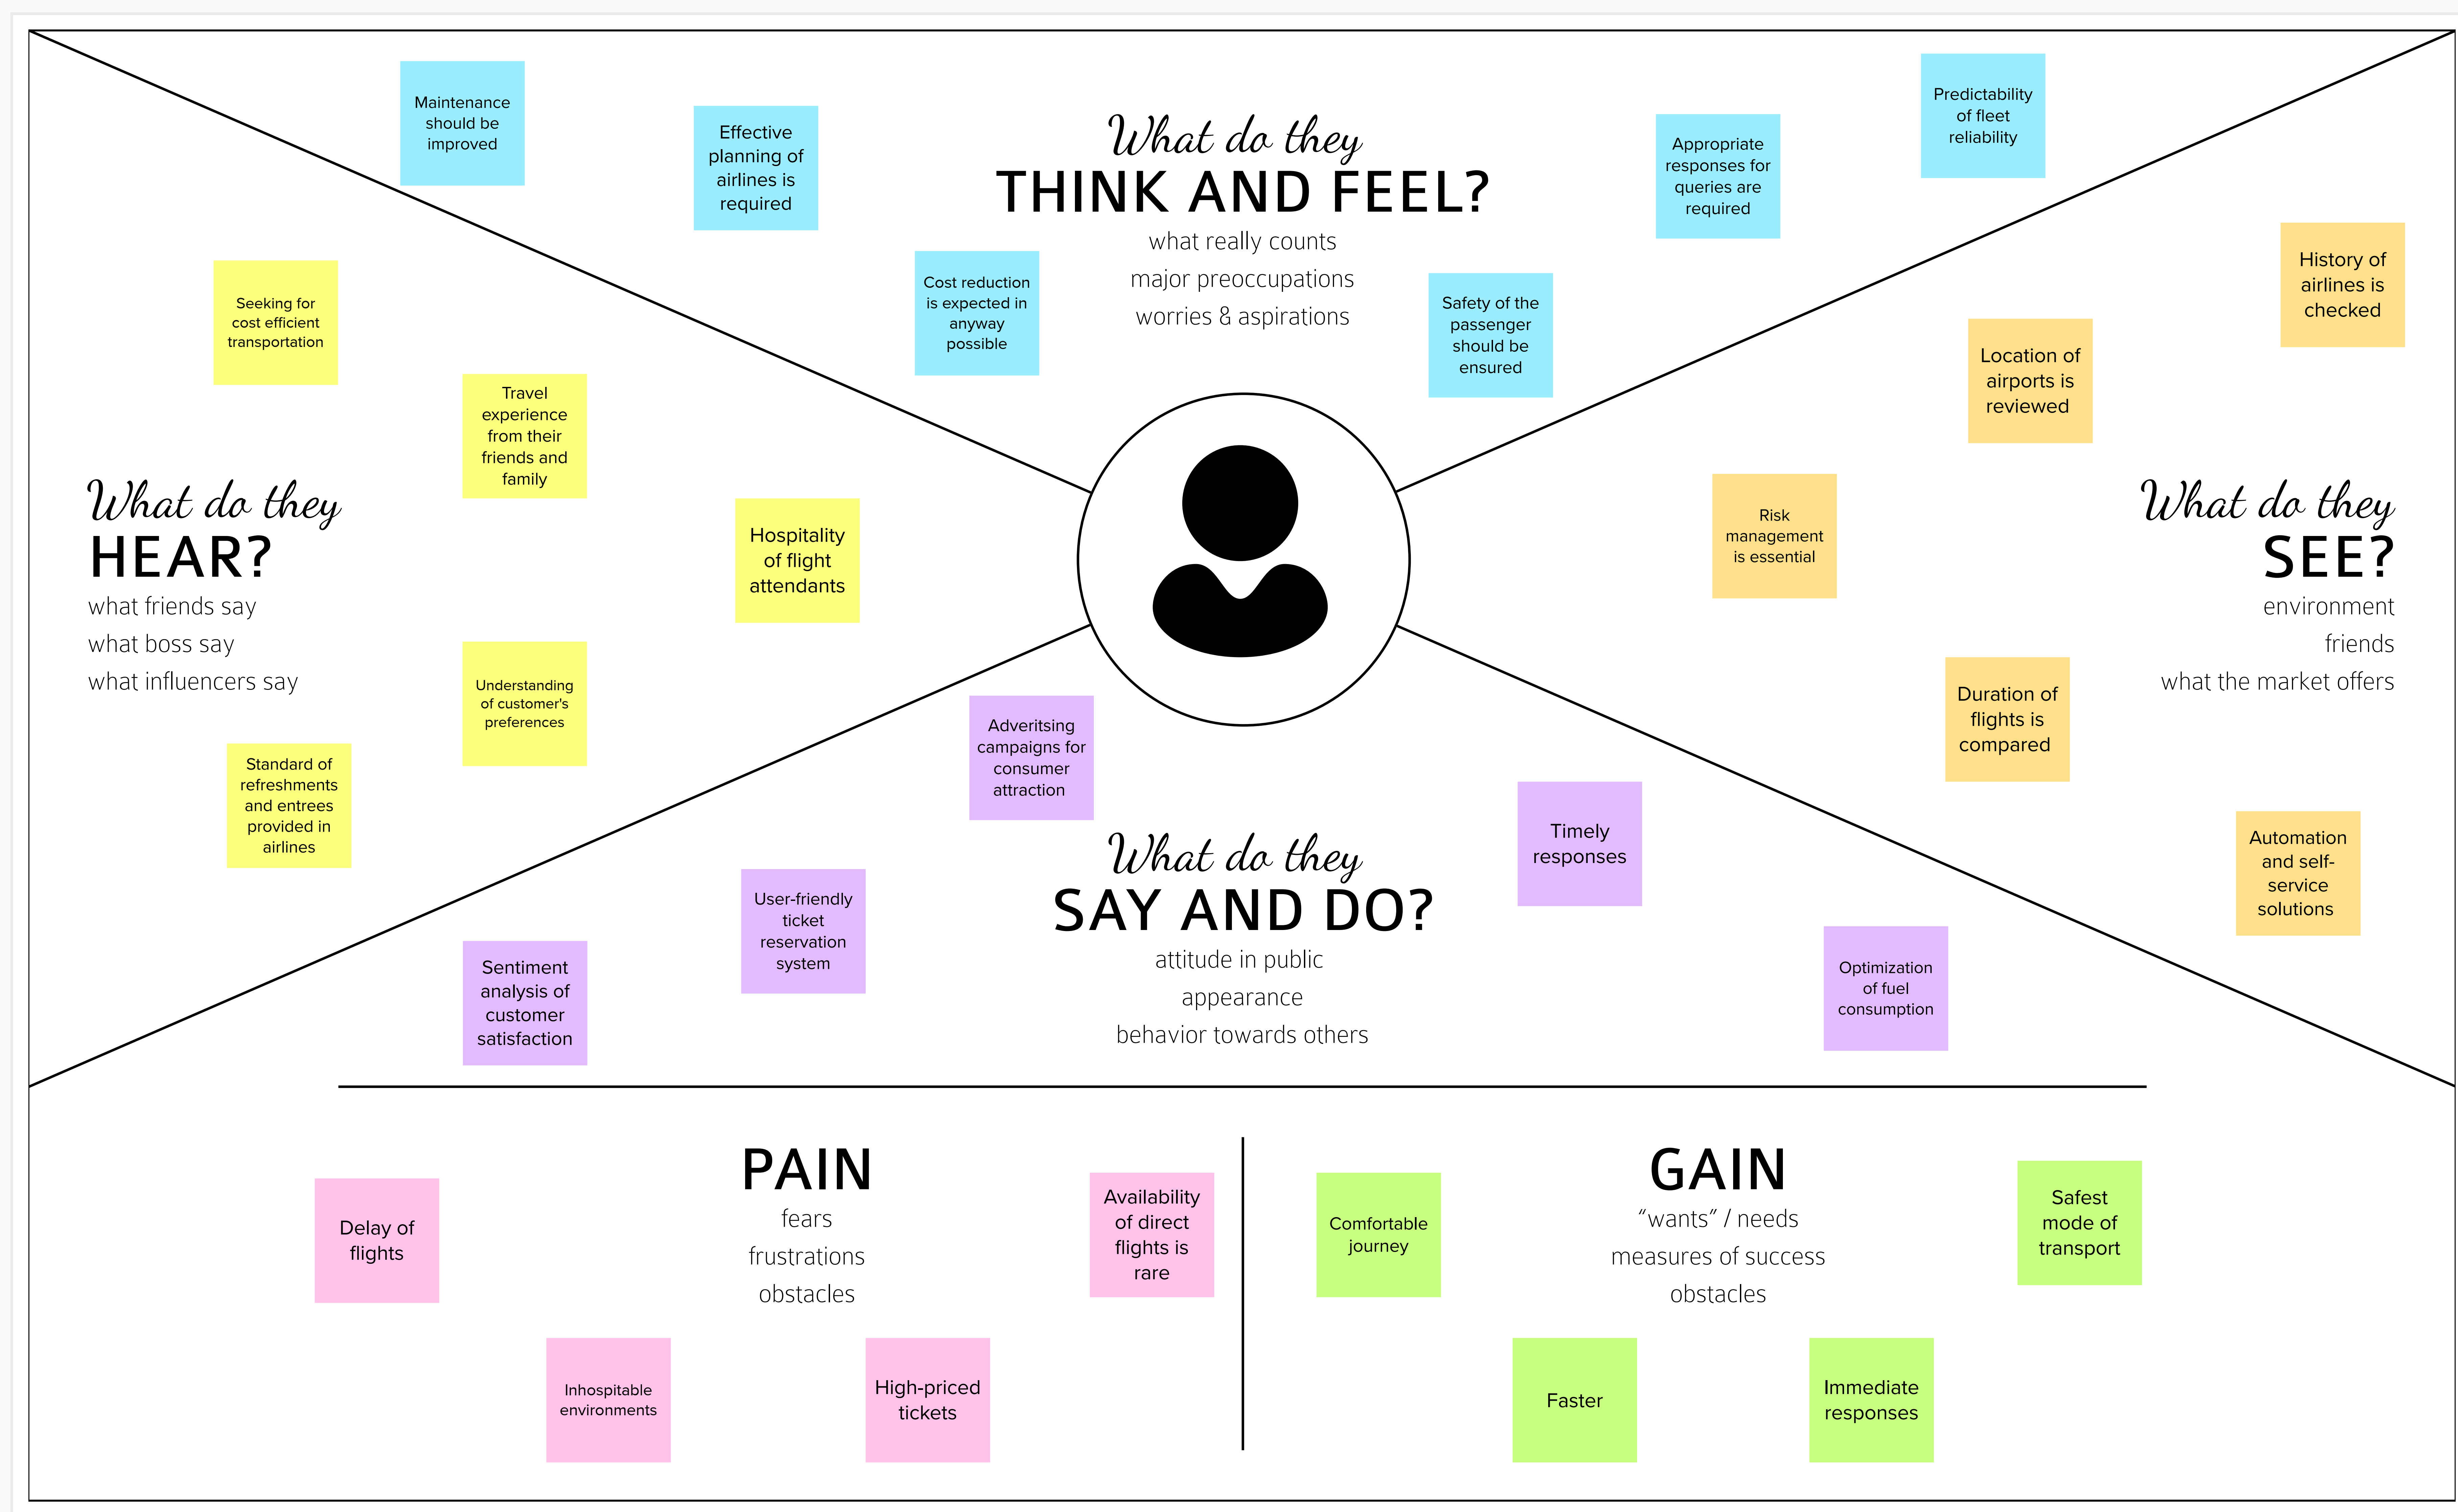 What do they
THINK AND FEEL?
what really counts
major preoccupations
worries & aspirations
Maintenance
should be
improved
Effective
planning of
airlines is
required
Cost reduction
is expected in
anyway
possible
Safety of the
passenger
should be
ensured
Appropriate
responses for
queries are
required
Predictability
of fleet
reliability
What do they
HEAR?
what friends say
what boss say
what influencers say
Seeking for
cost efficient
transportation
Travel
experience
from their
friends and
family
Hospitality
of flight
attendants
Understanding
of customer's
preferences
Standard of
refreshments
and entrees
provided in
airlines
What do they
SEE?
environment
friends
what the market offers
History of
airlines is
checked
Location of
airports is
reviewed
Risk
management
is essential
Duration of
flights is
compared
Automation
and self-
service
solutions
What do they
SAY AND DO?
attitude in public
appearance
behavior towards others
Adveritsing
campaigns for
consumer
attraction
User-friendly
ticket
reservation
system
Sentiment
analysis of
customer
satisfaction
Timely
responses
Optimization
of fuel
consumption
PAIN
fears
frustrations
obstacles
Delay of
flights
Inhospitable
environments
High-priced
tickets
Availability
of direct
flights is
rare
GAIN
“wants” / needs
measures of success
obstacles
Comfortable
journey
Faster
Immediate
responses
Safest
mode of
transport